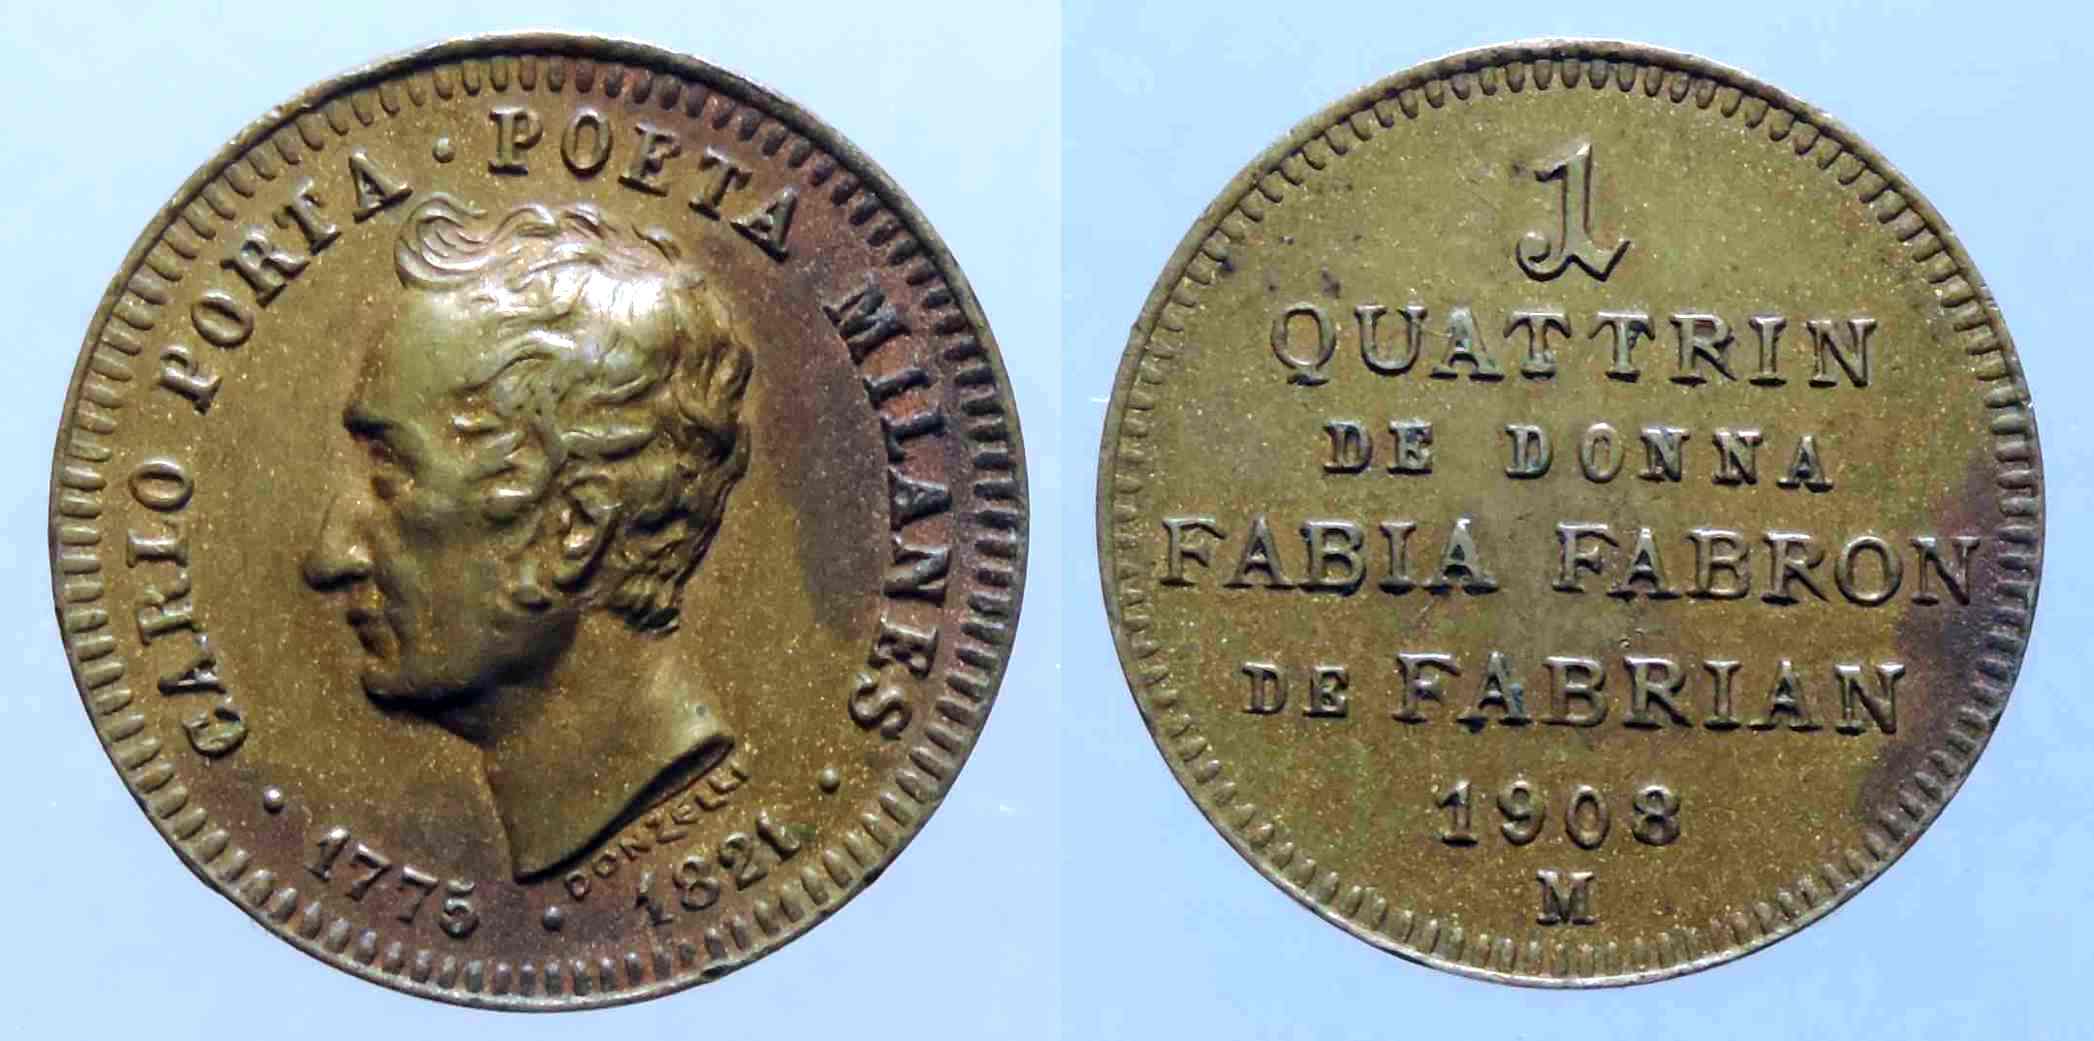 CARLO PORTA · POETA MILANES ·
1775 · 1821 ·
DONZELLI
1
QUATTRIN
DE DONNA
FABIA FABRON
DE FABRIAN
1908
M